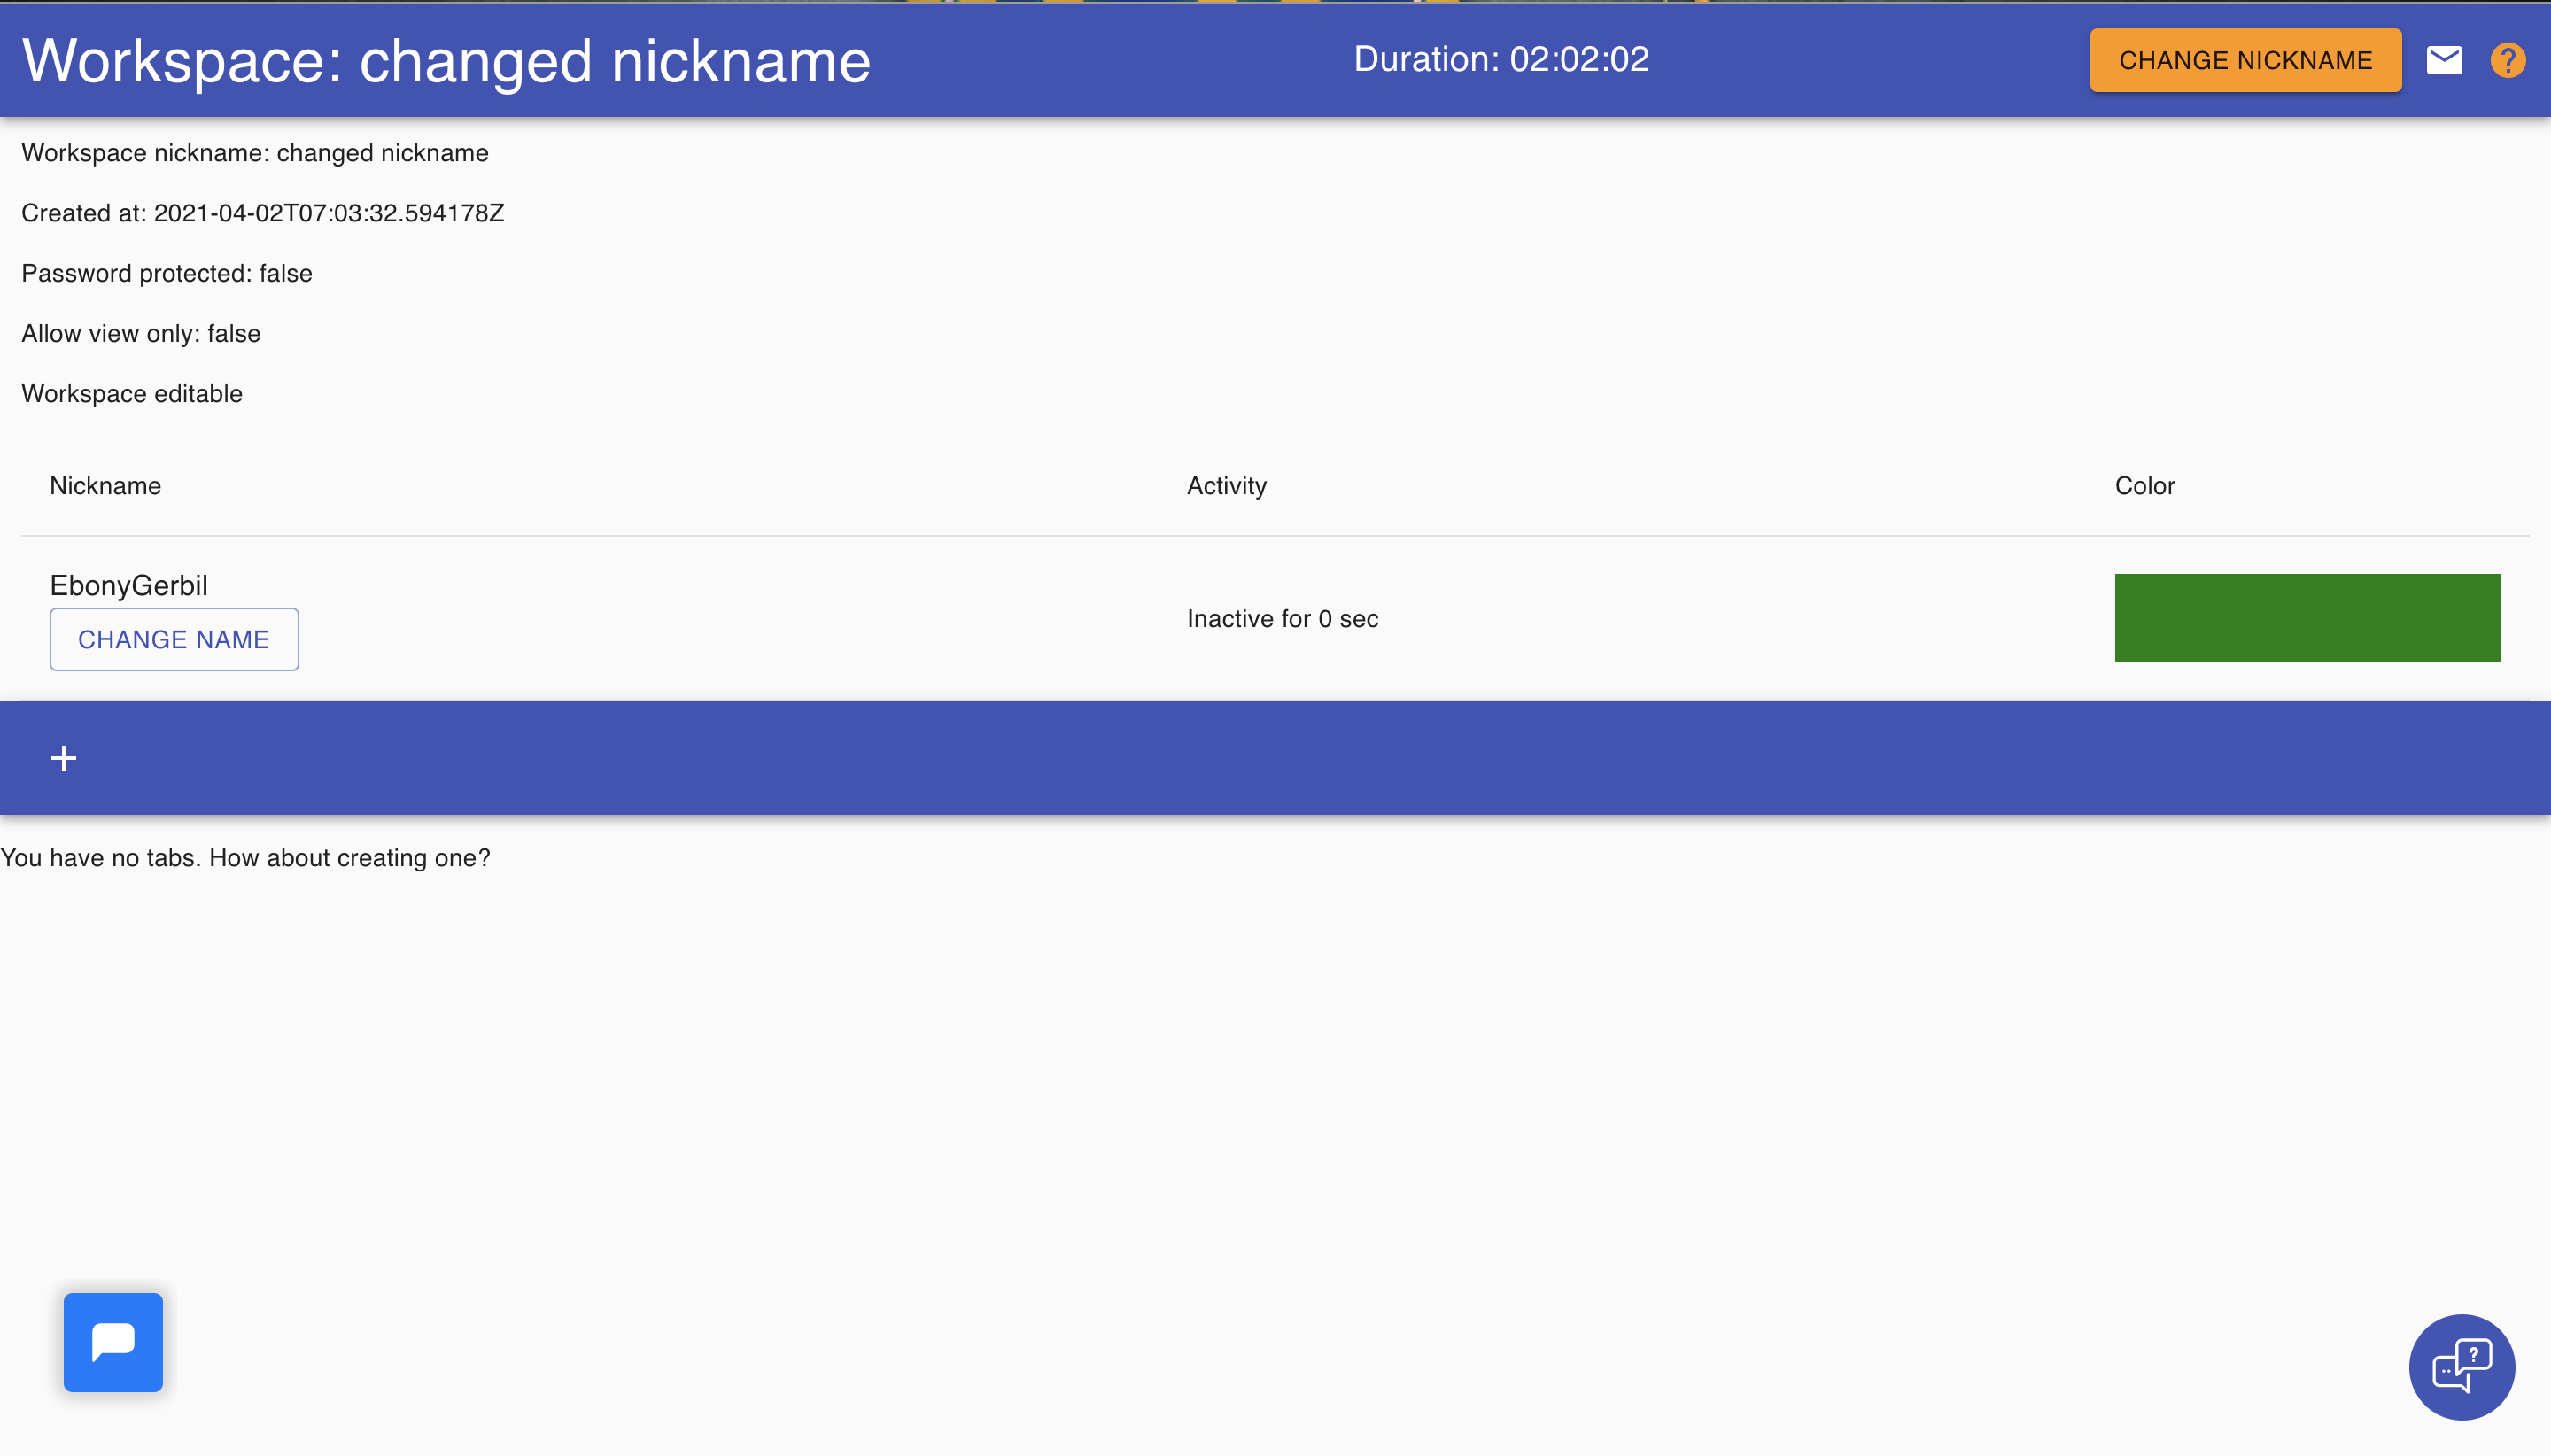 Workspace: changed nickname
Duration: 02:02:02
CHANGE NICKNAME
?
Workspace nickname: changed nickname
Created at: 2021-04-02T07:03:32.594178Z
Password protected: false
Allow view only: false
Workspace editable
Nickname Activity Color
EbonyGerbil
CHANGE NAME
Inactive for 0 sec
+
You have no tabs. How about creating one?
?